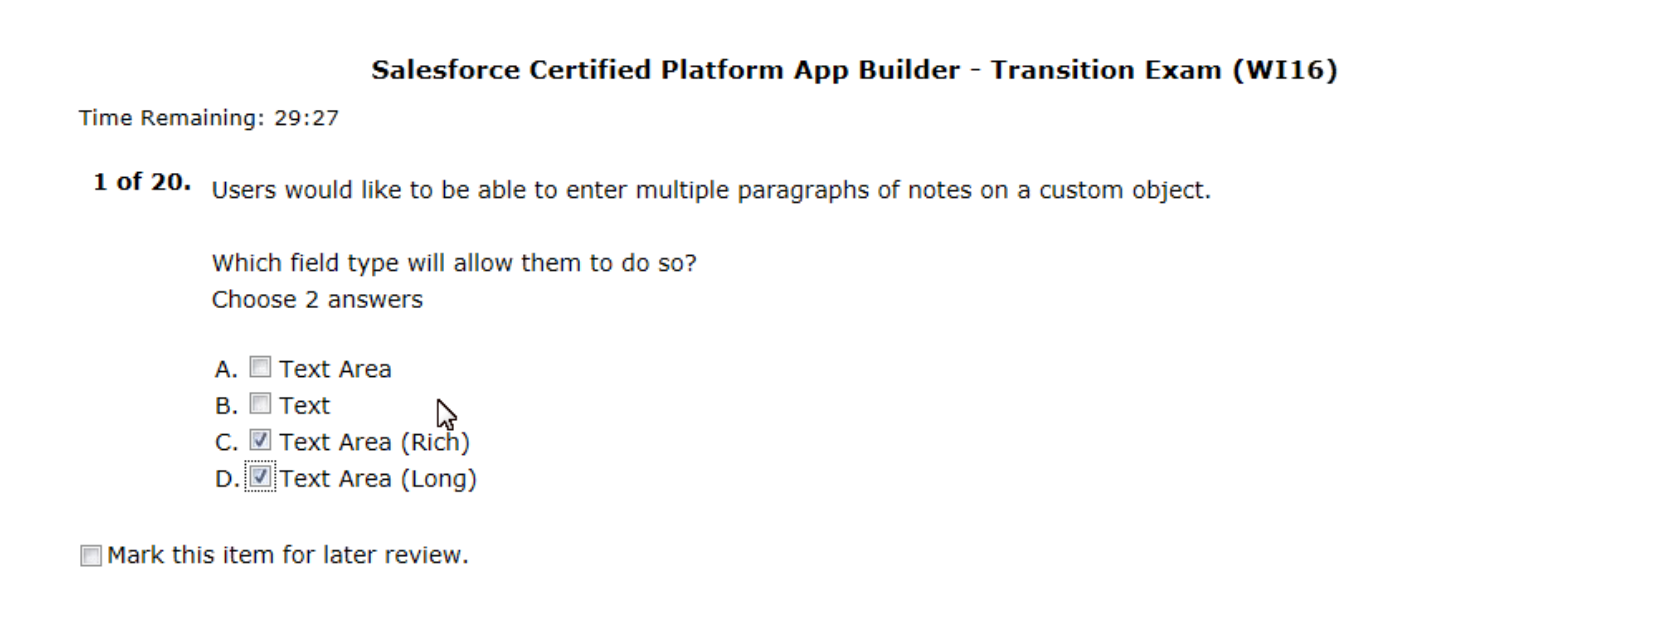 Salesforce Certified Platform App Builder - Transition Exam (WI16)
Time Remaining: 29:27
1 of 20. Users would like to be able to enter multiple paragraphs of notes on a custom object.
Which field type will allow them to do so?
Choose 2 answers
A. Text Area
B. Text
C. Text Area (Rich)
D. Text Area (Long)
Mark this item for later review.